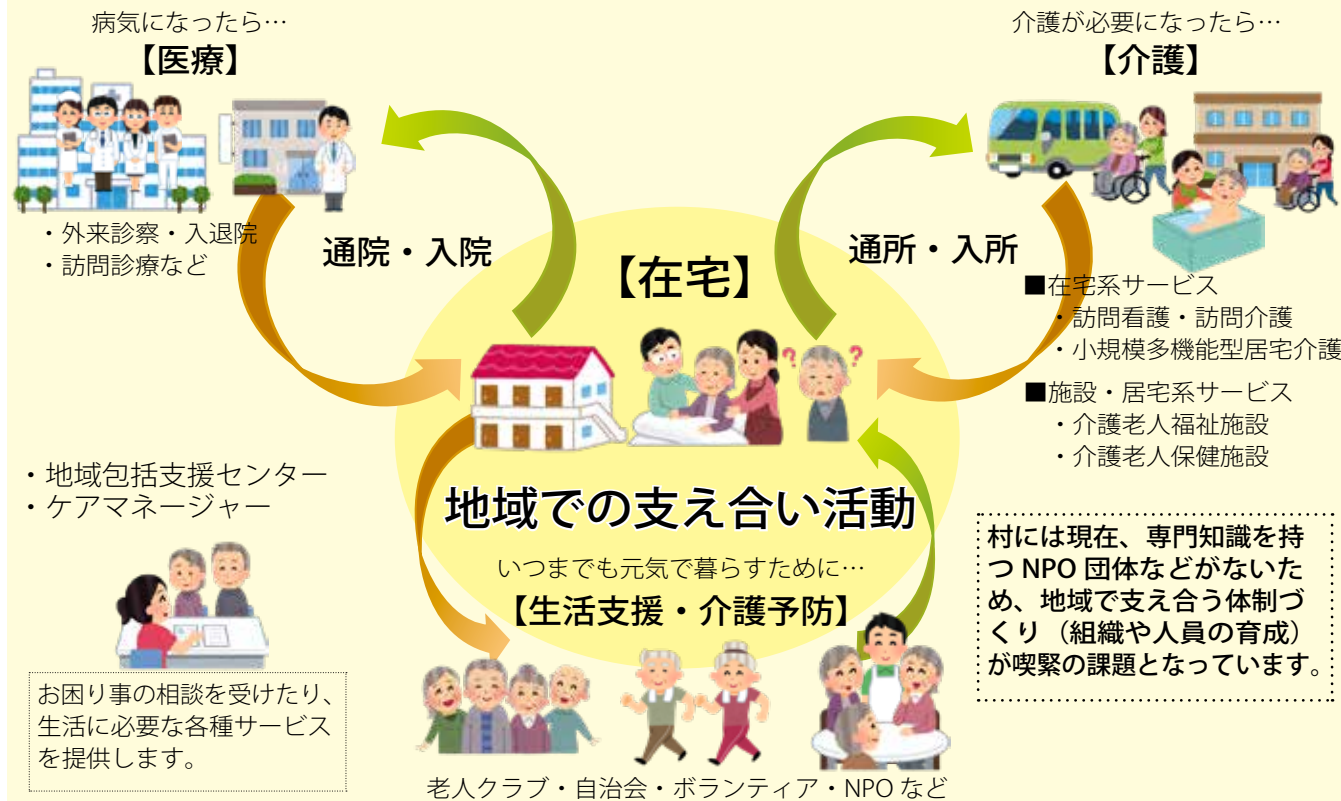 病気になったら…
【医療】
・外来診察・入退院
・訪問診療など
通院・入院
介護が必要になったら…
【介護】
通所・入所
■在宅系サービス
・訪問看護・訪問介護
・小規模多機能型居宅介護
■施設・居宅系サービス
・介護老人福祉施設
・介護老人保健施設
【在宅】
?
?
地域での支え合い活動
いつまでも元気で暮らすために…
【生活支援・介護予防】
老人クラブ・自治会・ボランティア・NPO など
・地域包括支援センター
・ケアマネージャー
お困り事の相談を受けたり、
生活に必要な各種サービス
を提供します。
村には現在、専門知識を持
つ NPO 団体などがないた
め、地域で支え合う体制づ
くり（組織や人員の育成）
が喫緊の課題となっています。